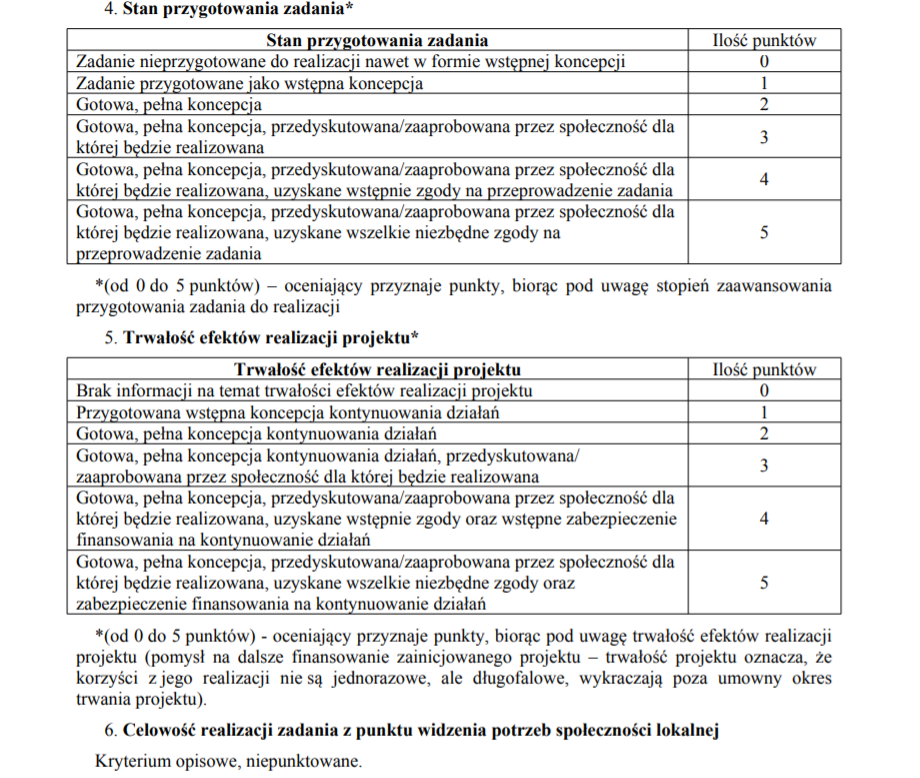 4. Stan przygotowania zadania*
Stan przygotowania zadania Ilość punktów
Zadanie nieprzygotowane do realizacji nawet w formie wstępnej koncepcji 0
Zadanie przygotowane jako wstępna koncepcja 1
Gotowa, pełna koncepcja 2
Gotowa, pełna koncepcja, przedyskutowana/zaaprobowana przez społeczność dla
której będzie realizowana 3
Gotowa, pełna koncepcja, przedyskutowana/zaaprobowana przez społeczność dla
której będzie realizowana, uzyskane wstępnie zgody na przeprowadzenie zadania 4
Gotowa, pełna koncepcja, przedyskutowana/zaaprobowana przez społeczność dla
której będzie realizowana, uzyskane wszelkie niezbędne zgody na 5
przeprowadzenie zadania
*(od 0 do 5 punktów) – oceniający przyznaje punkty, biorąc pod uwagę stopień zaawansowania
przygotowania zadania do realizacji
5. Trwałość efektów realizacji projektu*
Trwałość efektów realizacji projektu Ilość punktów
Brak informacji na temat trwałości efektów realizacji projektu 0
Przygotowana wstępna koncepcja kontynuowania działań 1
Gotowa, pełna koncepcja kontynuowania działań 2
Gotowa, pełna koncepcja kontynuowania działań, przedyskutowana/
zaaprobowana przez społeczność dla której będzie realizowana 3
Gotowa, pełna koncepcja, przedyskutowana/zaaprobowana przez społeczność dla
której będzie realizowana, uzyskane wstępnie zgody oraz wstępne zabezpieczenie 4
finansowania na kontynuowanie działań
Gotowa, pełna koncepcja, przedyskutowana/zaaprobowana przez społeczność dla
której będzie realizowana, uzyskane wszelkie niezbędne zgody oraz 5
zabezpieczenie finansowania na kontynuowanie działań
*(od 0 do 5 punktów) - oceniający przyznaje punkty, biorąc pod uwagę trwałość efektów realizacji
projektu (pomysł na dalsze finansowanie zainicjowanego projektu – trwałość projektu oznacza, że
korzyści z jego realizacji nie są jednorazowe, ale długofalowe, wykraczają poza umowny okres
trwania projektu).
6. Celowość realizacji zadania z punktu widzenia potrzeb społeczności lokalnej
Kryterium opisowe, niepunktowane.